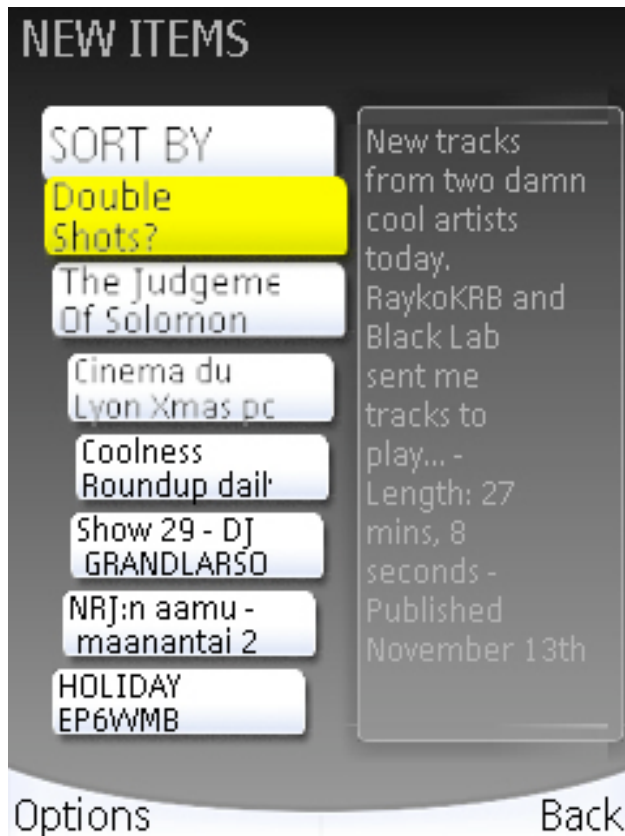 NEW ITEMS
SORT BY
Double
Shots?
The Judgeme
Of Solomon
Cinema du
Lyon Xmas pc
Coolness
Roundup dail
Show 29 - DJ
GRANDLARSO
NRJ:n aamu -
maanantai 2
HOLIDAY
EP6WMB
New tracks
from two damn
cool artists
today.
RaykoKRB and
Black Lab
sent me
tracks to
play... -
Length: 27
mins, 8
seconds -
Published
November 13th
Options
Back